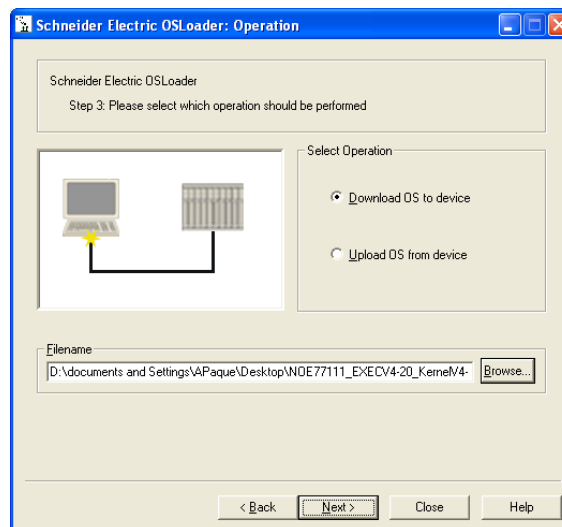 Schneider Electric OSLoader: Operation
Schneider Electric OSLoader
Step 3: Please select which operation should be performed
Select Operation
Download OS to device
Upload OS from device
Filename
D:\documents and Settings\APaque\Desktop\NOE77111_EXECV4-20_KernelV4-
Browse...
< Back
Next >
Close
Help